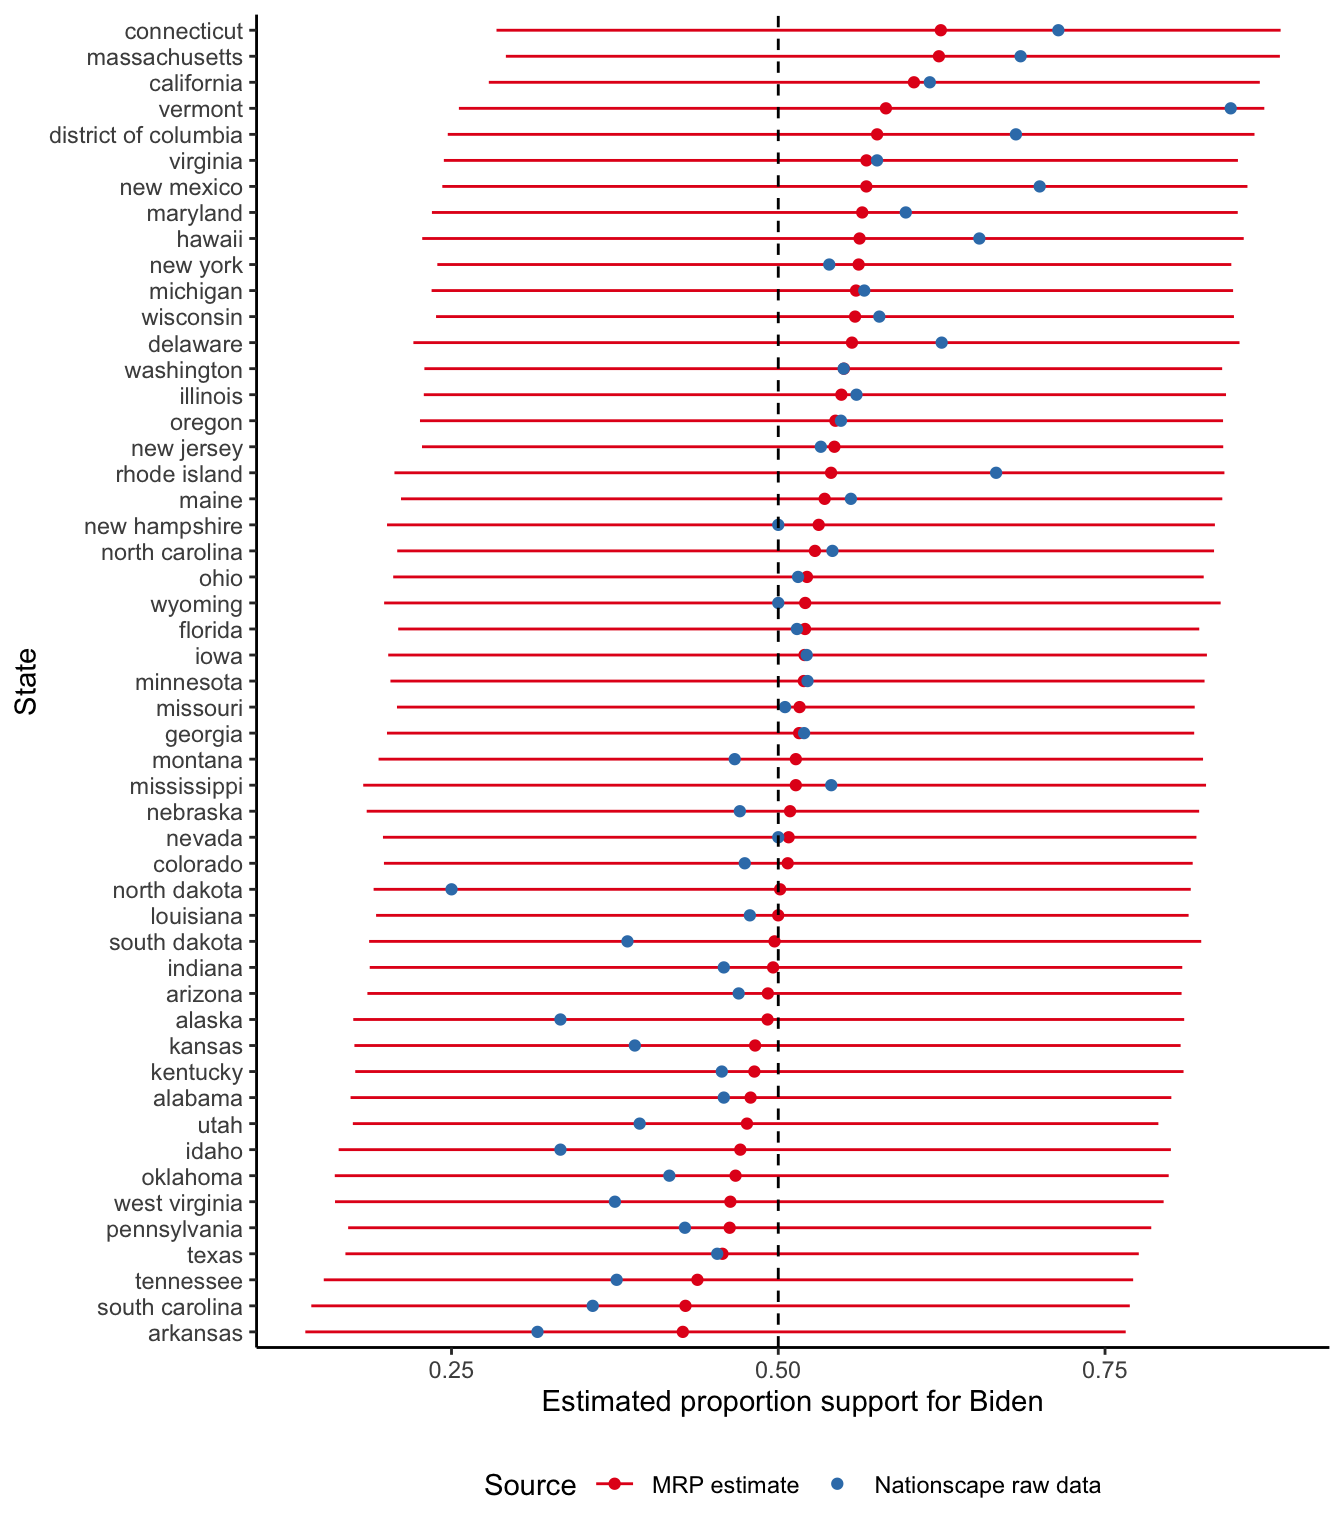 connecticut
massachusetts
california
vermont
district of columbia
virginia
new mexico
maryland
hawaii
new york
michigan
wisconsin
delaware
washington
illinois
oregon
new jersey
rhode island
maine
new hampshire
north carolina
ohio
wyoming
florida
iowa
minnesota
missouri
georgia
montana
mississippi
nebraska
nevada
colorado
north dakota
louisiana
south dakota
indiana
arizona
alaska
kansas
kentucky
alabama
utah
idaho
oklahoma
west virginia
pennsylvania
texas
tennessee
south carolina
arkansas
State
0.25 0.50 0.75
Estimated proportion support for Biden
Source MRP estimate Nationscape raw data